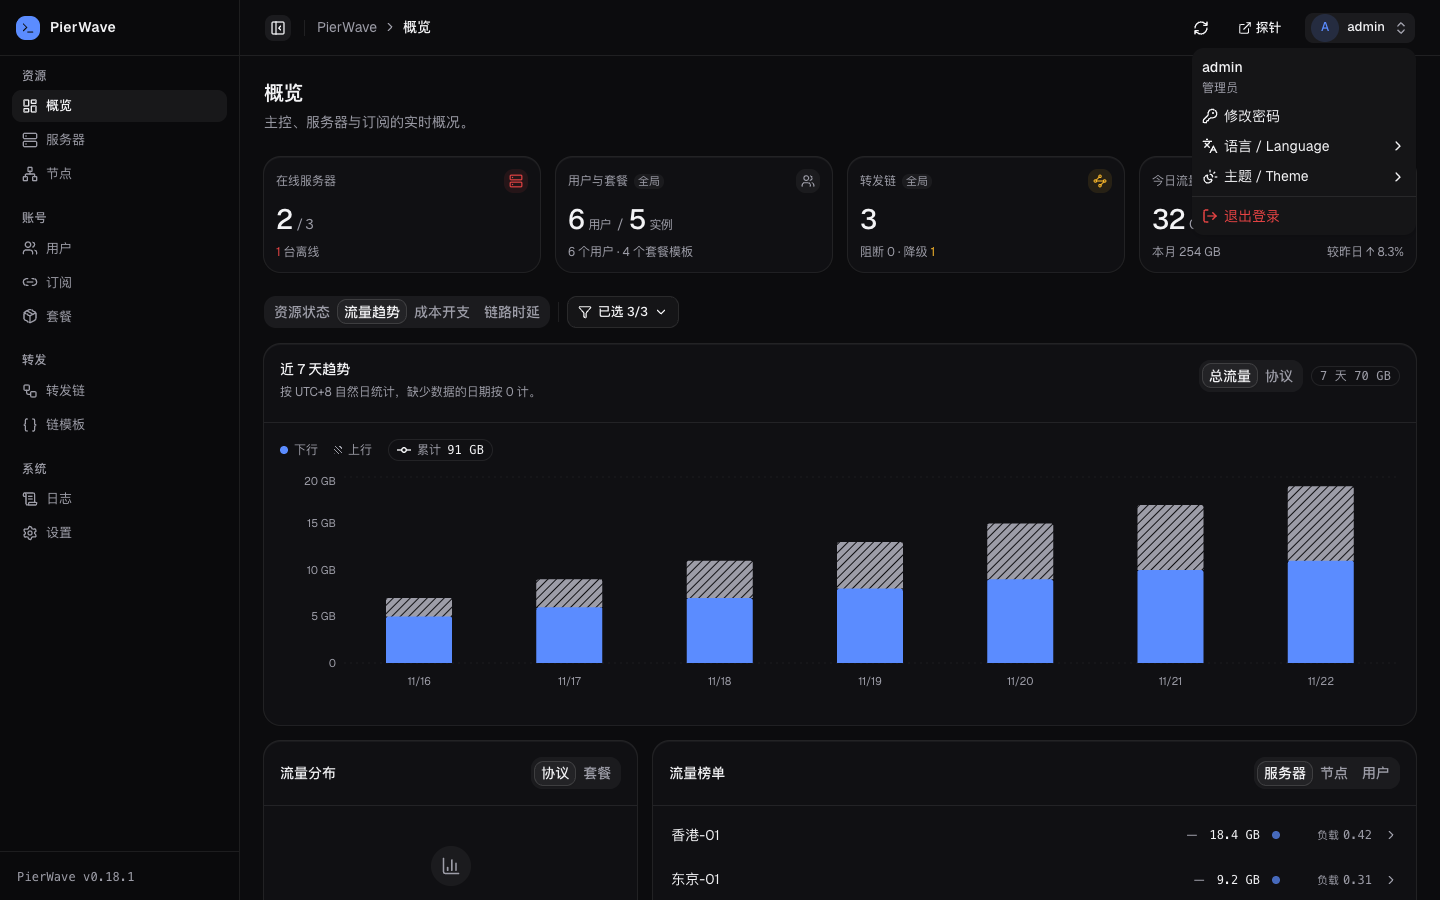 PierWave
PierWave > 概览
探针
A admin
资源
概览
服务器
节点
账号
用户
订阅
套餐
转发
转发链
链模板
系统
日志
设置
PierWave v0.18.1
admin
管理员
修改密码
语言 / Language
主题 / Theme
退出登录
概览
主控、服务器与订阅的实时概况。
在线服务器
2 / 3
1 台离线
用户与套餐 全局
6 用户 / 5 实例
6 个用户 · 4 个套餐模板
转发链 全局
3
阻断 0 · 降级 1
今日流
32
本月 254 GB 较昨日 ↑ 8.3%
资源状态 流量趋势 成本开支 链路时延 已选 3/3
近 7 天趋势
按 UTC+8 自然日统计，缺少数据的日期按 0 计。
总流量 协议 7 天 70 GB
下行 上行 累计 91 GB
20 GB
15 GB
10 GB
5 GB
0
11/16 11/17 11/18 11/19 11/20 11/21 11/22
流量分布 协议 套餐
流量榜单 服务器 节点 用户
香港-01 — 18.4 GB 负载 0.42
东京-01 — 9.2 GB 负载 0.31